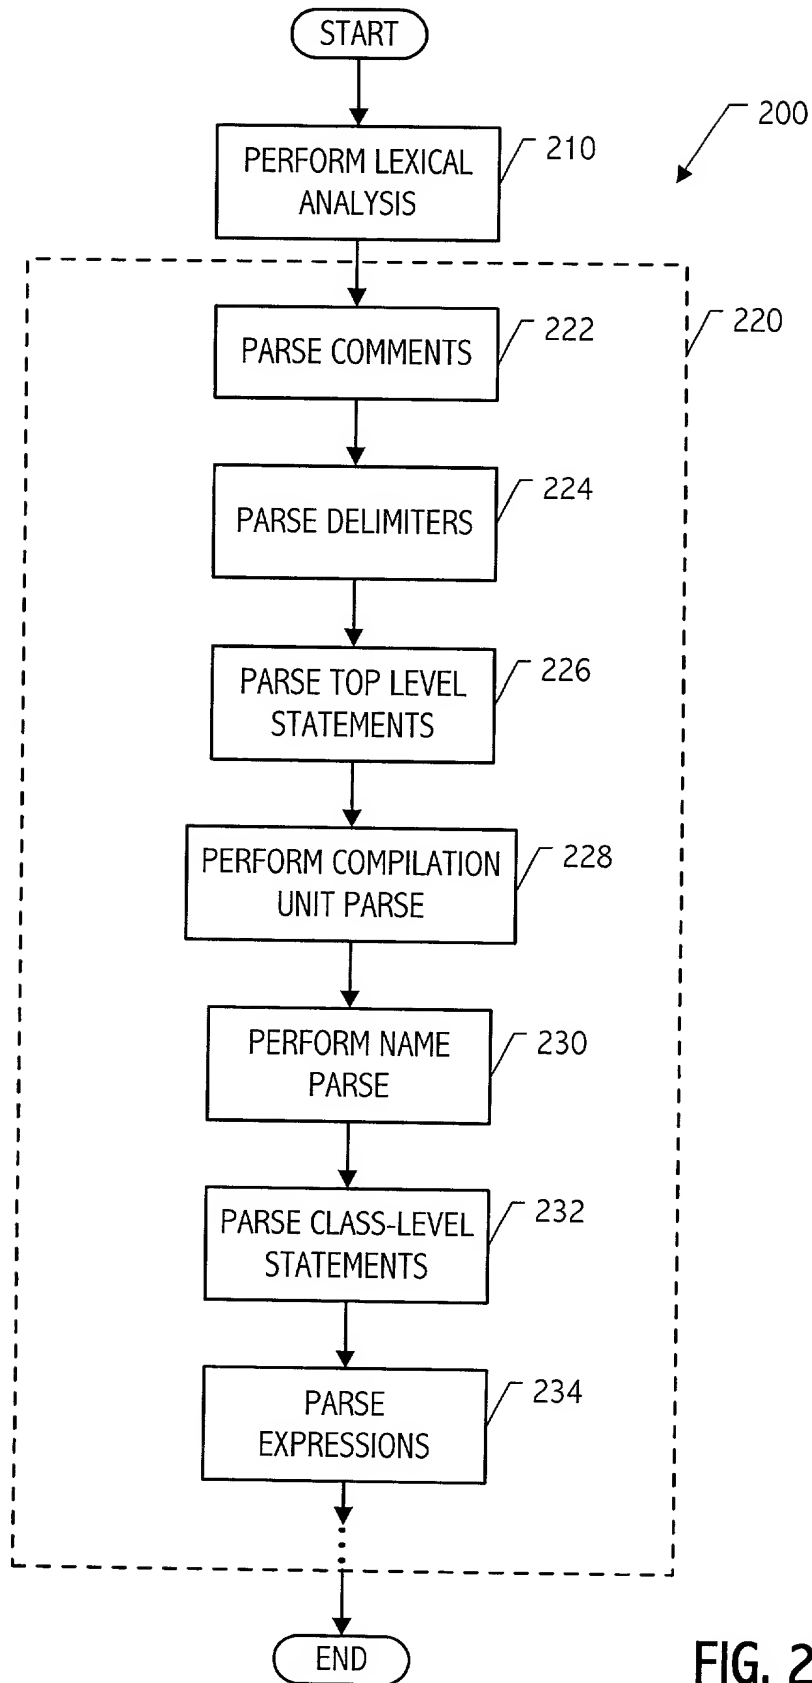 START
200
PERFORM LEXICAL
ANALYSIS
210
220
PARSE COMMENTS
222
PARSE DELIMITERS
224
PARSE TOP LEVEL
STATEMENTS
226
PERFORM COMPILATION
UNIT PARSE
228
PERFORM NAME
PARSE
230
PARSE CLASS-LEVEL
STATEMENTS
232
PARSE
EXPRESSIONS
234
END
FIG. 2